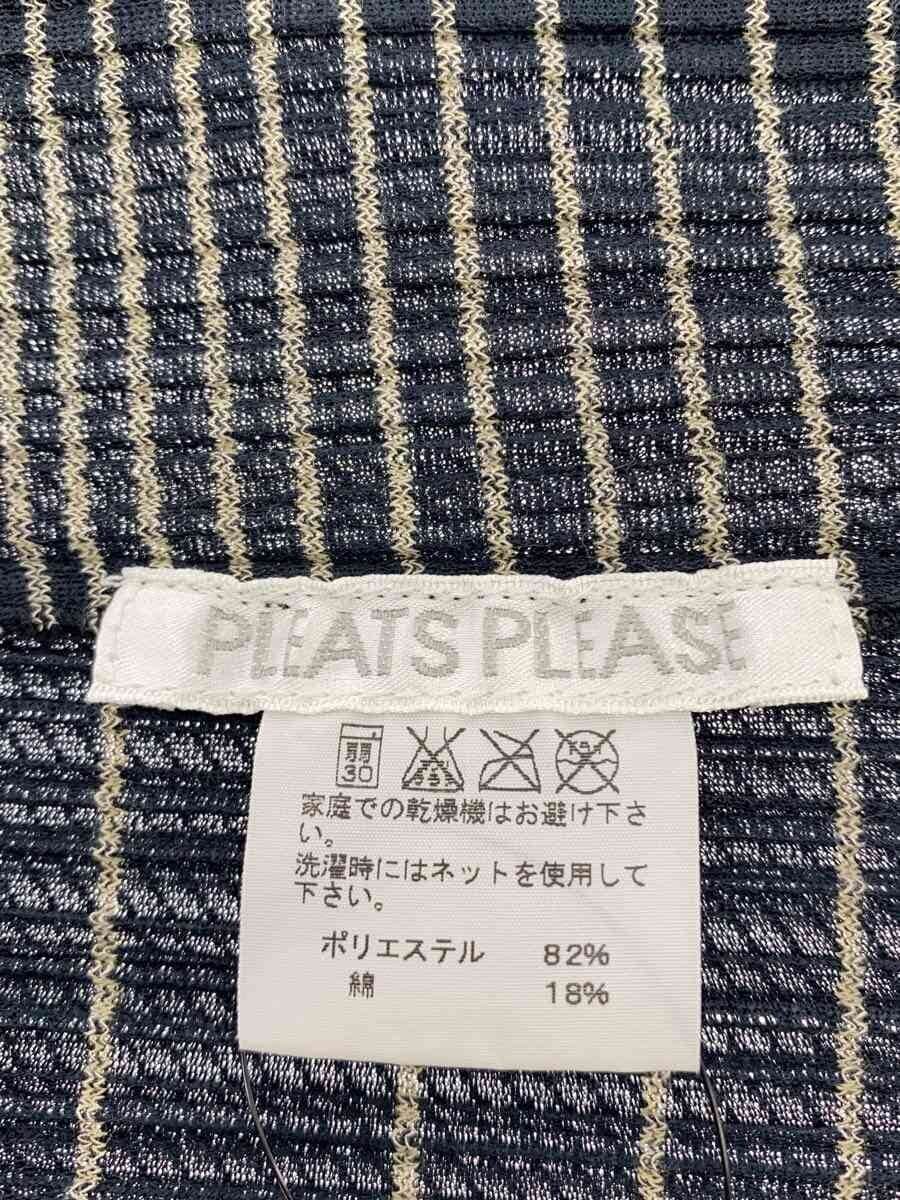 PLEATS PLEASE
弱
30
家庭での乾燥機はお避け下さ
い。
洗濯時にはネットを使用して
下さい。
ポリエステル 82%
綿 18%